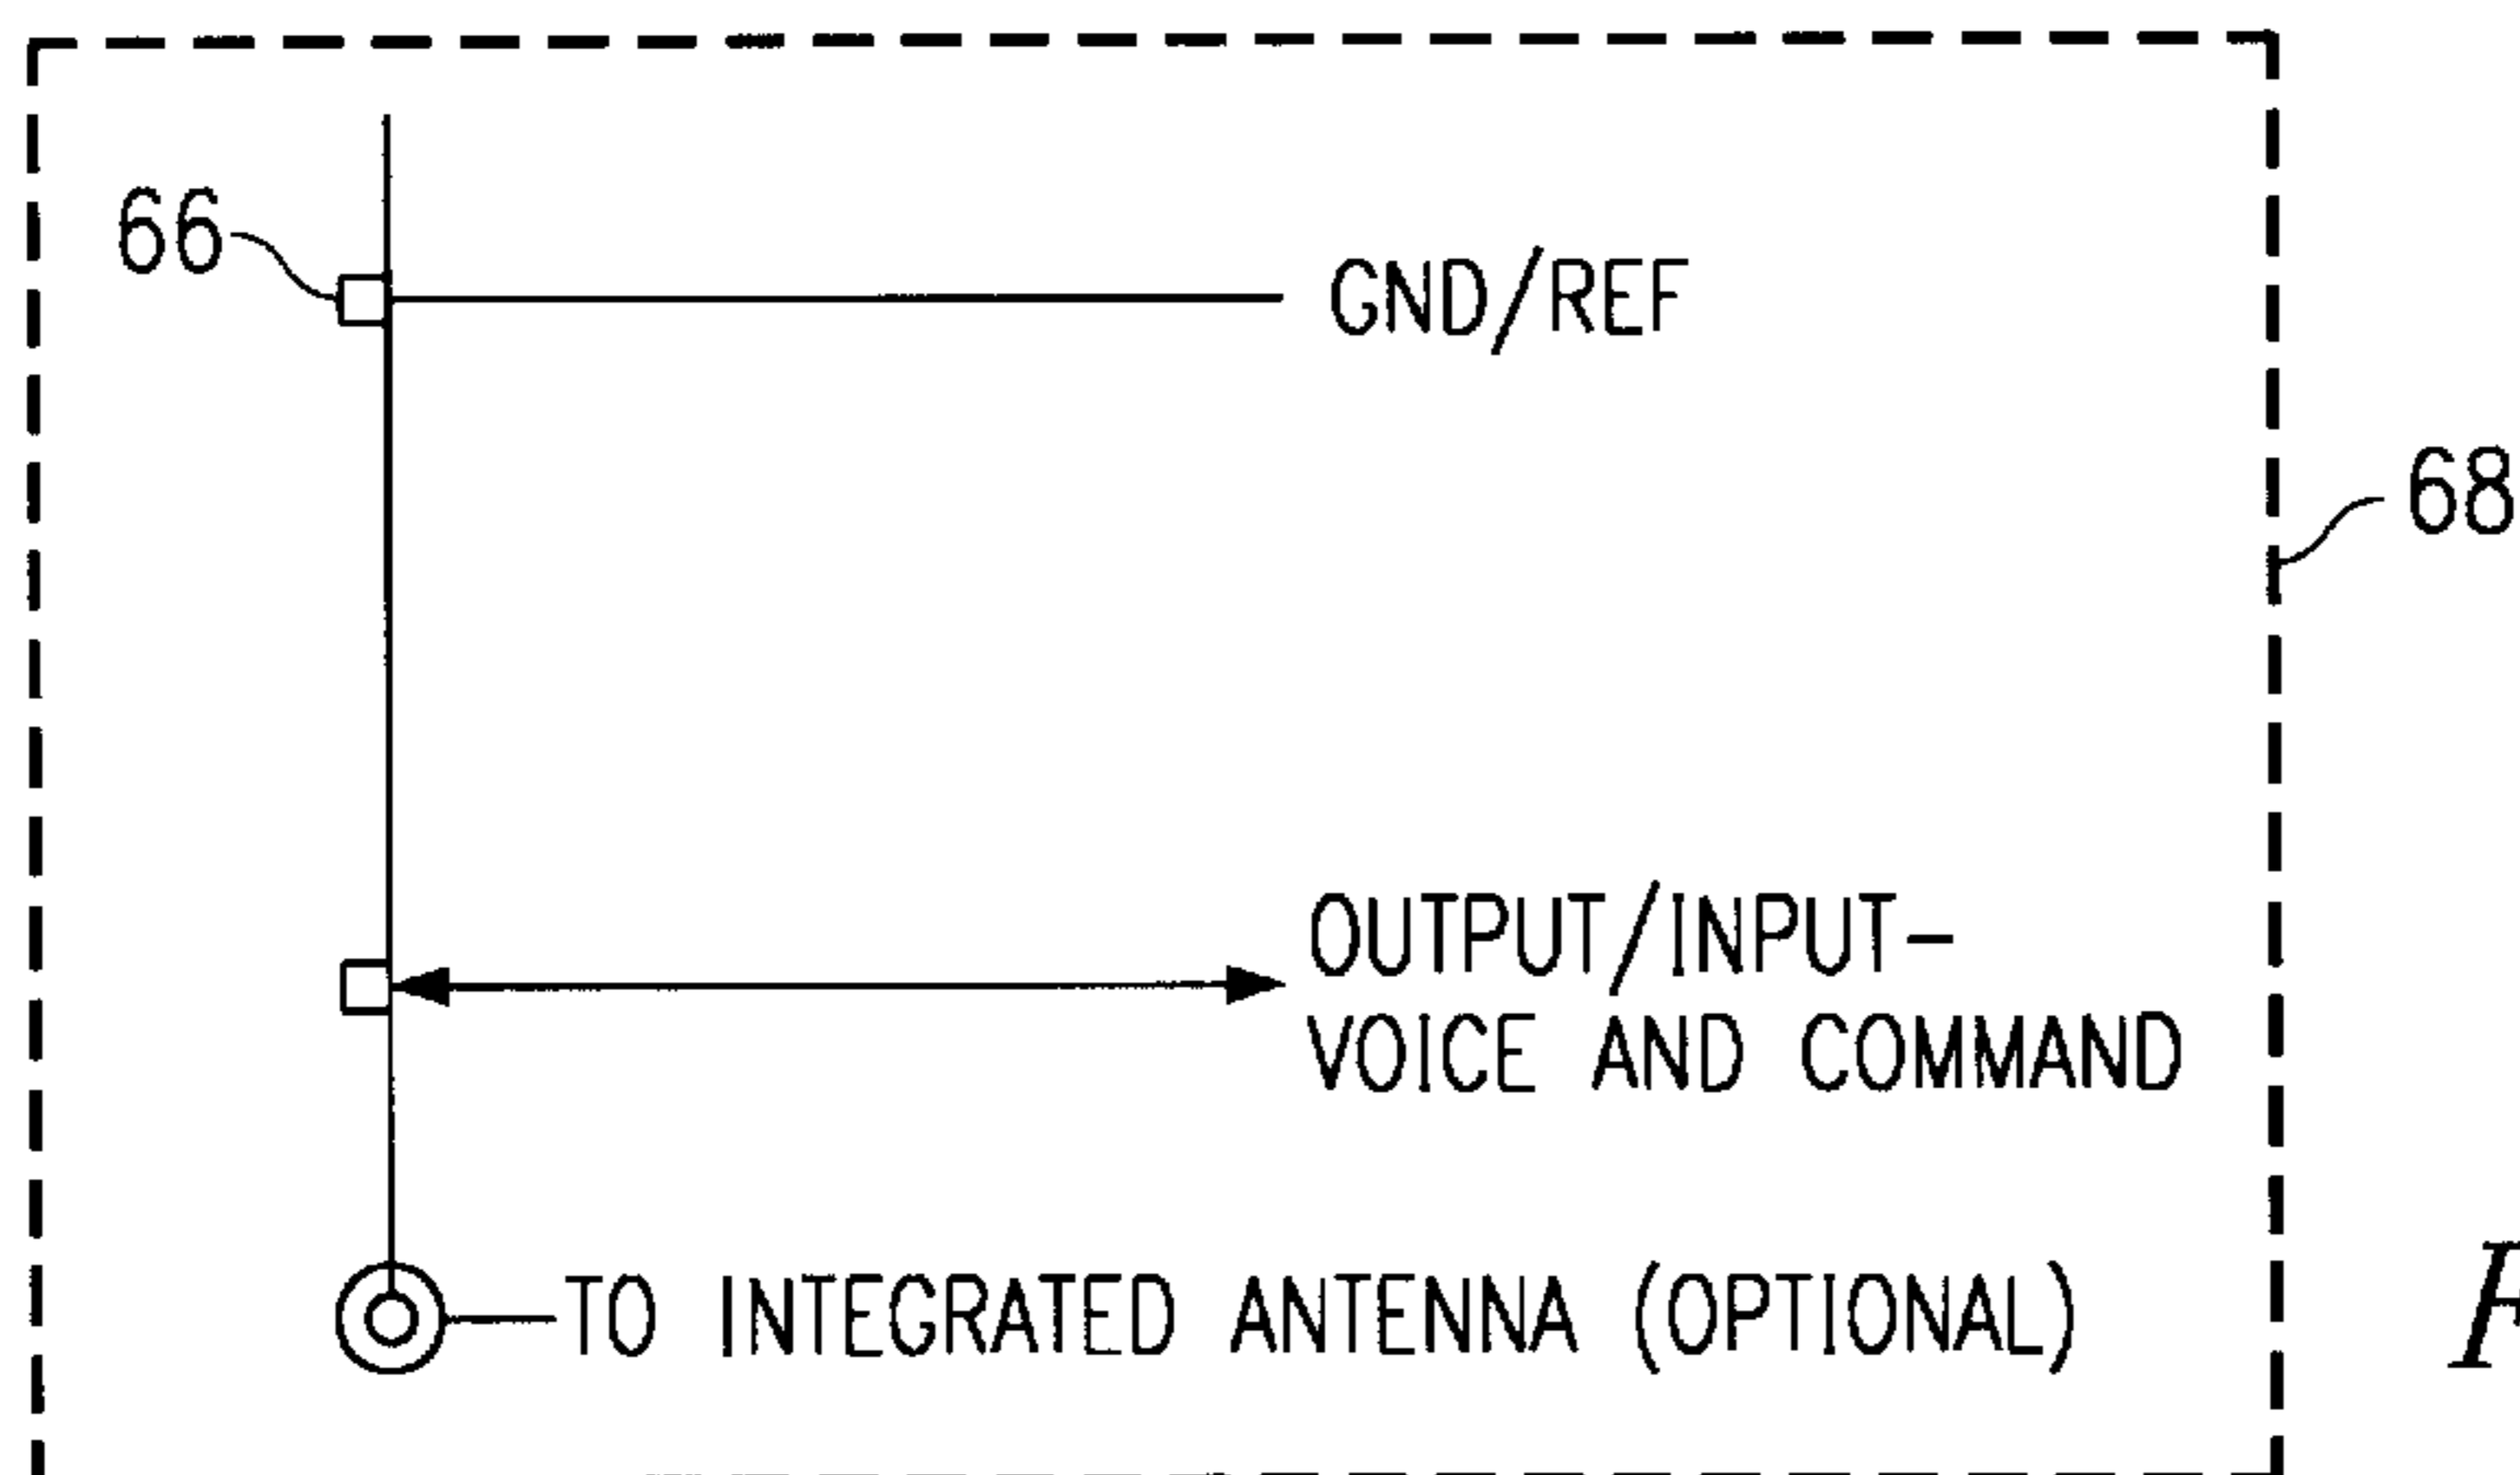 66
GND/REF
68
OUTPUT/INPUT-
VOICE AND COMMAND
TO INTEGRATED ANTENNA (OPTIONAL)